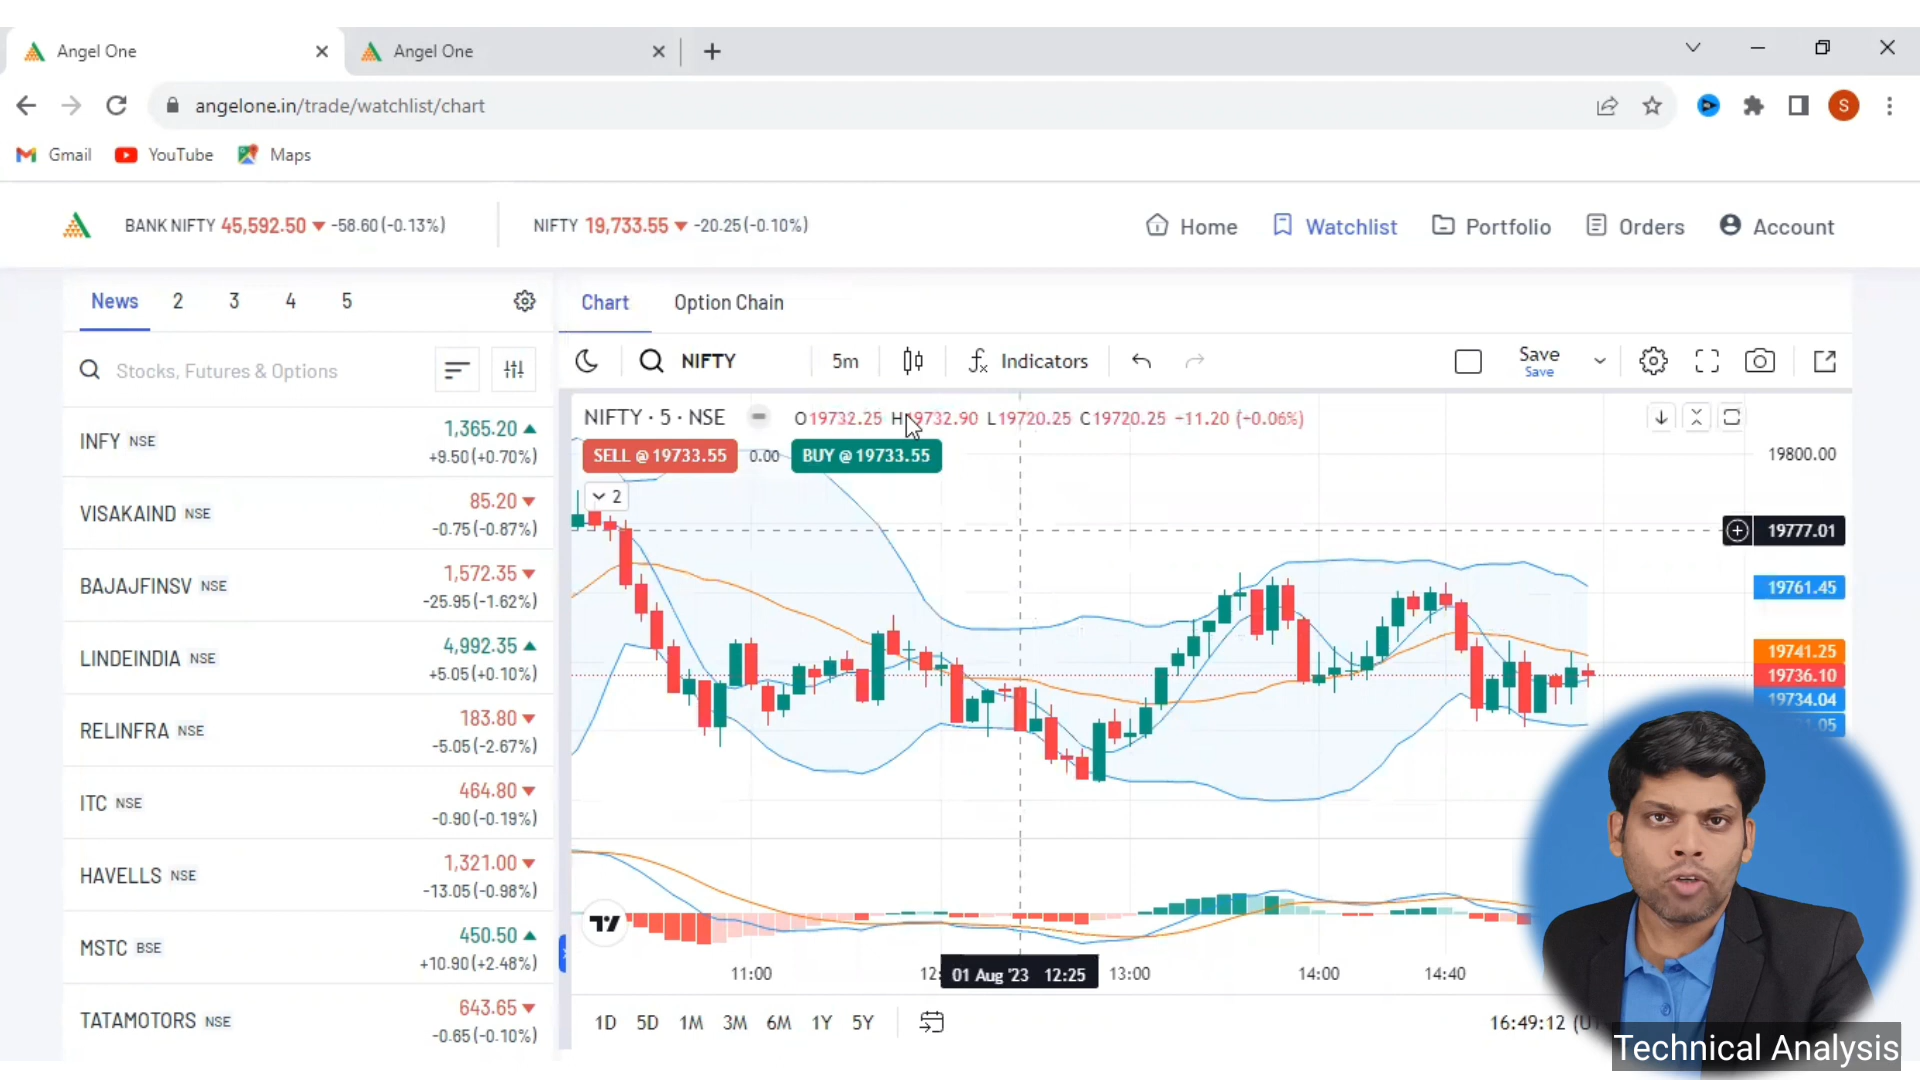 Angel One
Angel One
angelone.in/trade/watchlist/chart
S
Gmail YouTube Maps
BANK NIFTY 45,592.50 -58.60(-0.13%) NIFTY 19,733.55 -20.25(-0.10%)
Home Watchlist Portfolio Orders Account
News 2 3 4 5
Stocks, Futures & Options
INFY NSE 1,365.20
+9.50(+0.70%)
VISAKAIND NSE 85.20
-0.75(-0.87%)
BAJAJFINSV NSE 1,572.35
-25.95(-1.62%)
LINDEINDIA NSE 4,992.35
+5.05(+0.10%)
RELINFRA NSE 183.80
-5.05(-2.67%)
ITC NSE 464.80
-0.90(-0.19%)
HAVELLS NSE 1,321.00
-13.05(-0.98%)
MSTC BSE 450.50
+10.90(+2.48%)
TATAMOTORS NSE 643.65
-0.65(-0.10%)
Chart Option Chain
NIFTY 5m Indicators Save
Save
NIFTY · 5 · NSE O19732.25 H19732.90 L19720.25 C19720.25 −11.20 (−0.06%)
SELL @ 19733.55 0.00 BUY @ 19733.55
2
19800.00
19777.01
19761.45
19741.25
19736.10
19734.04
11:00 12: 01 Aug '23 12:25 13:00 14:00 14:40
1D 5D 1M 3M 6M 1Y 5Y 16:49:12
Technical Analysis